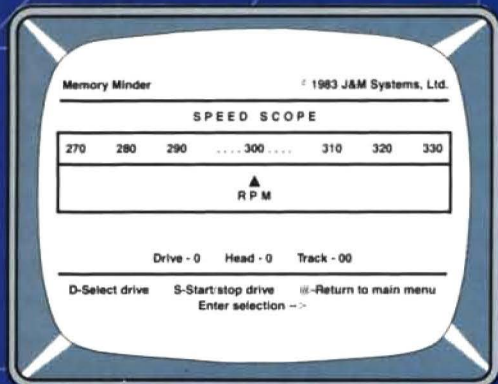 Memory Minder © 1983 J&M Systems, Ltd.
SPEED SCOPE
270 280 290 ....300.... 310 320 330
▲
RPM
Drive - 0 Head - 0 Track - 00
D-Select drive S-Start/stop drive @-Return to main menu
Enter selection -->